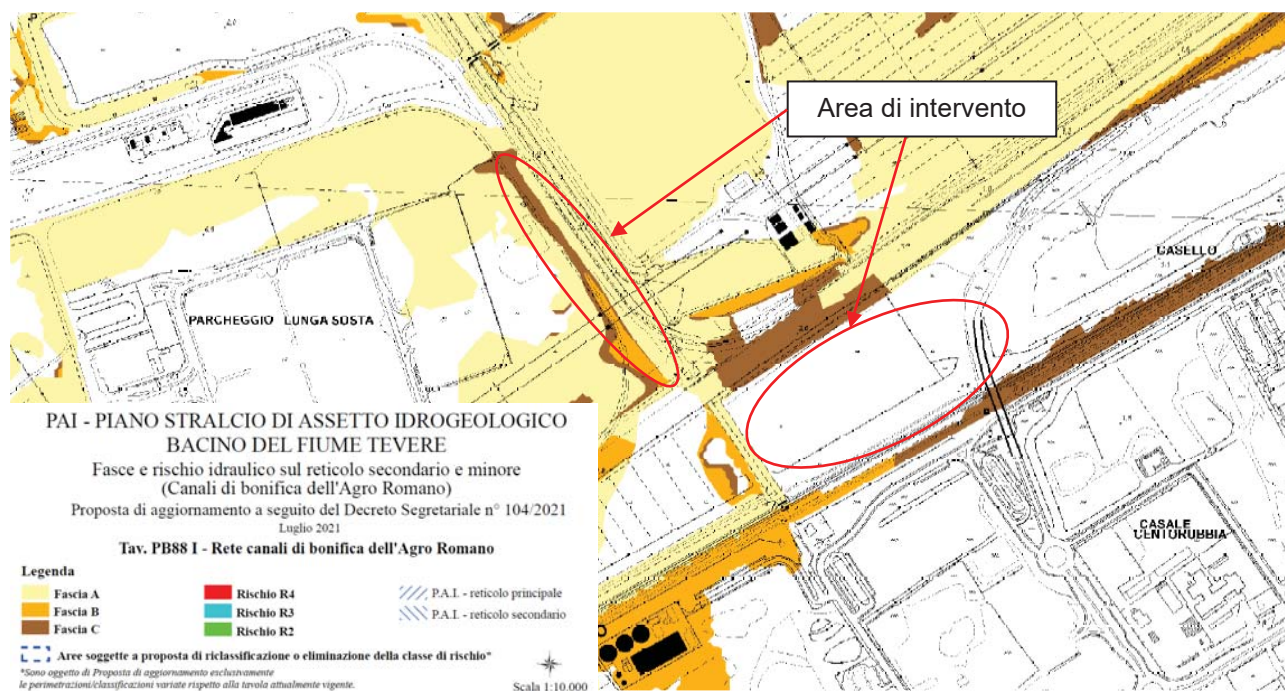 Area di intervento
CASELLO
PARCHEGGIO LUNGA SOSTA
CASALE
CENTORUBBIA
PAI - PIANO STRALCIO DI ASSETTO IDROGEOLOGICO
BACINO DEL FIUME TEVERE
Fasce e rischio idraulico sul reticolo secondario e minore
(Canali di bonifica dell'Agro Romano)
Proposta di aggiornamento a seguito del Decreto Segretariale n° 104/2021
Luglio 2021
Tav. PB88 I - Rete canali di bonifica dell'Agro Romano
Legenda
Fascia A
Rischio R4
P.A.I. - reticolo principale
Fascia B
Rischio R3
P.A.I. - reticolo secondario
Fascia C
Rischio R2
Aree soggette a proposta di riclassificazione o eliminazione della classe di rischio*
*Sono oggetto di Proposta di aggiornamento esclusivamente
le perimetrazioni/classificazioni variate rispetto alla tavola attualmente vigente.
Scala 1:10.000